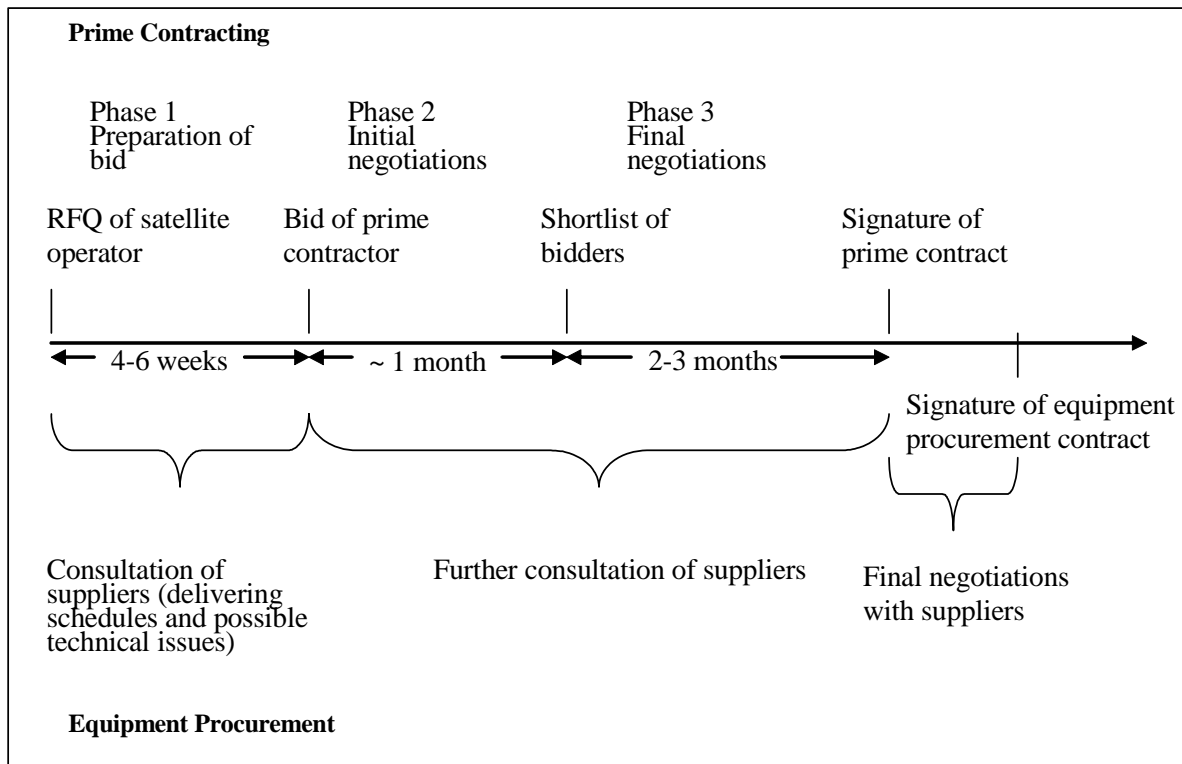 Prime Contracting
Phase 1
Preparation of
bid
Phase 2
Initial
negotiations
Phase 3
Final
negotiations
RFQ of satellite
operator
Bid of prime
contractor
Shortlist of
bidders
Signature of
prime contract
4-6 weeks
~ 1 month
2-3 months
Signature of equipment
procurement contract
Consultation of
suppliers (delivering
schedules and possible
technical issues)
Further consultation of suppliers
Final negotiations
with suppliers
Equipment Procurement